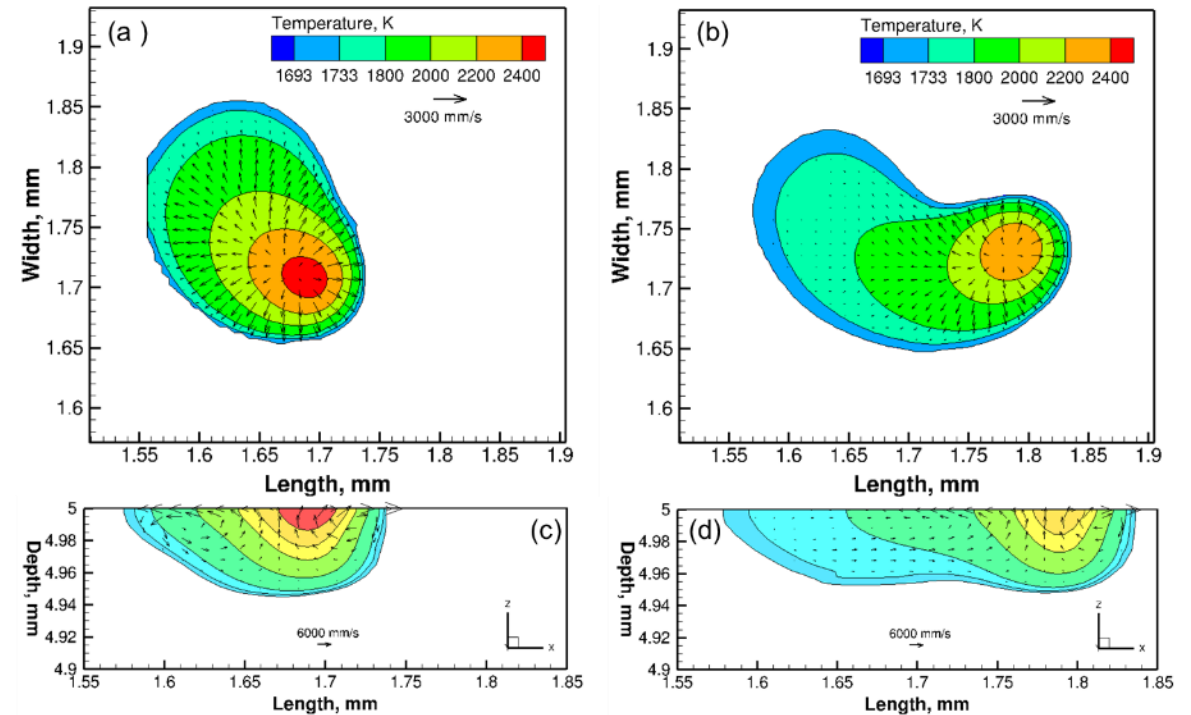 (a )
Temperature, K
1693 1733 1800 2000 2200 2400
3000 mm/s
1.9
1.85
1.8
1.75
1.7
1.65
1.6
Width, mm
1.55 1.6 1.65 1.7 1.75 1.8 1.85 1.9
Length, mm
(b)
Temperature, K
1693 1733 1800 2000 2200 2400
3000 mm/s
1.9
1.85
1.8
1.75
1.7
1.65
1.6
Width, mm
1.55 1.6 1.65 1.7 1.75 1.8 1.85 1.9
Length, mm
(c)
5
4.98
4.96
4.94
4.92
4.9
Depth, mm
6000 mm/s
z
x
1.55 1.6 1.65 1.7 1.75 1.8 1.85
Length, mm
(d)
5
4.98
4.96
4.94
4.92
4.9
Depth, mm
6000 mm/s
z
x
1.55 1.6 1.65 1.7 1.75 1.8 1.85
Length, mm